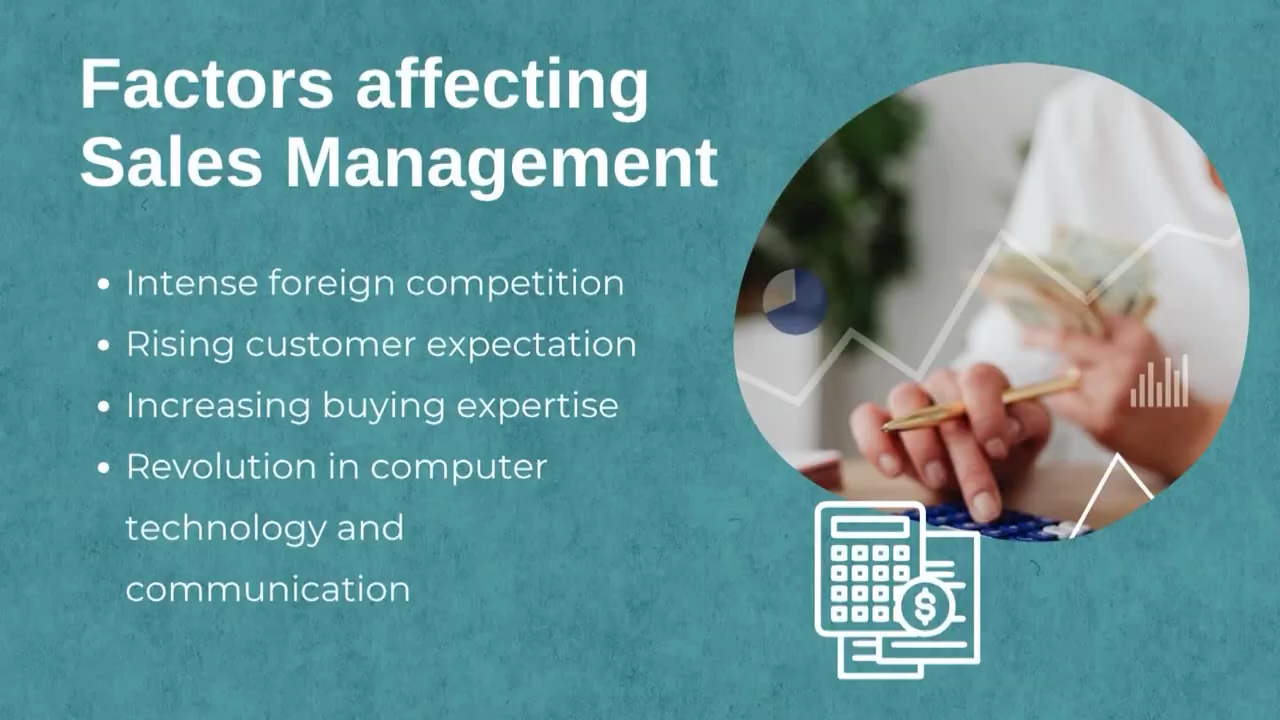 Factors affecting
Sales Management
• Intense foreign competition
• Rising customer expectation
• Increasing buying expertise
• Revolution in computer
technology and
communication
$